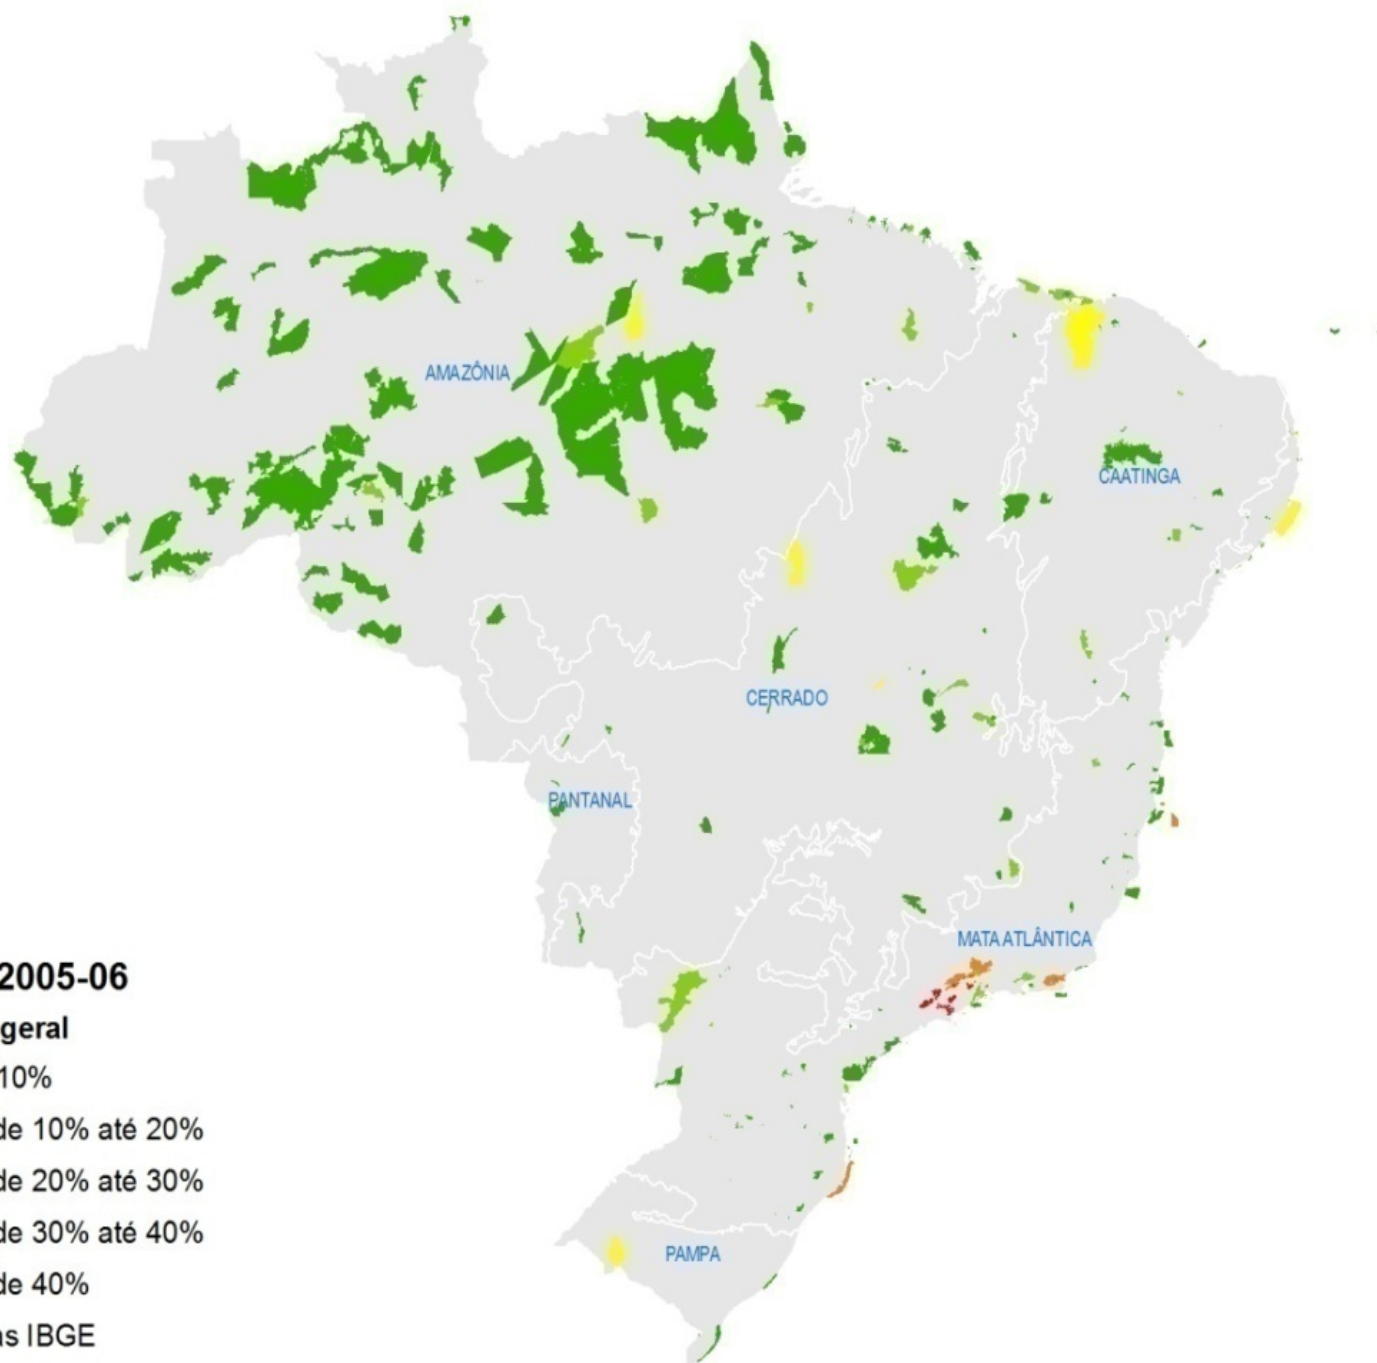 AMAZÔNIA
CAATINGA
CERRADO
PANTANAL
MATA ATLÂNTICA
PAMPA
2005-06
geral
10%
de 10% até 20%
de 20% até 30%
de 30% até 40%
de 40%
IBGE